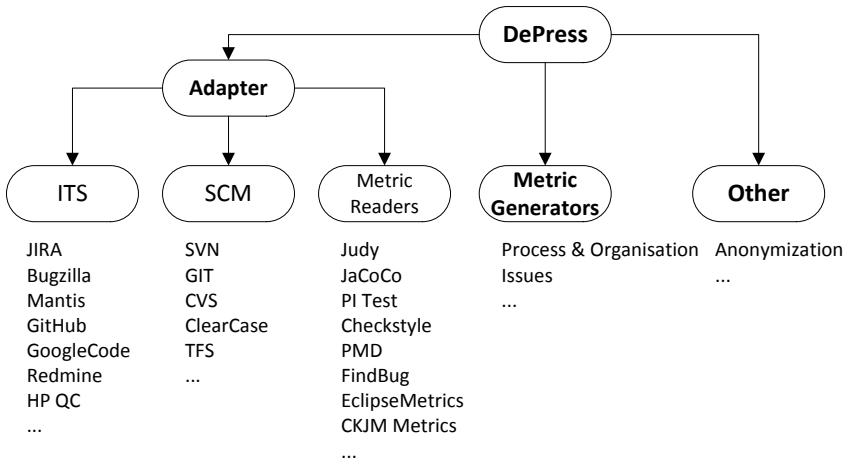 DePress
Adapter
ITS
SCM
Metric
Readers
Metric
Generators
Other
JIRA
Bugzilla
Mantis
GitHub
GoogleCode
Redmine
HP QC
...
SVN
GIT
CVS
ClearCase
TFS
...
Judy
JaCoCo
PI Test
Checkstyle
PMD
FindBug
EclipseMetrics
CKJM Metrics
...
Process & Organisation
Issues
...
Anonymization
...